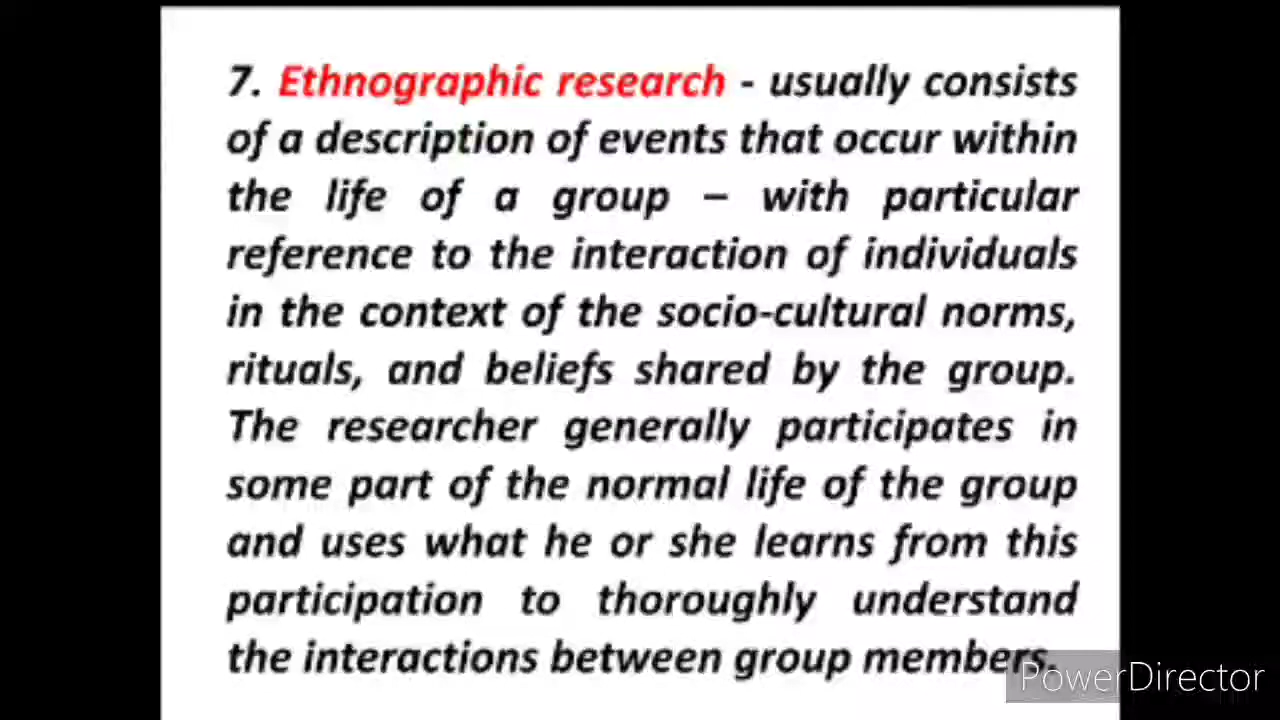 7. Ethnographic research - usually consists
of a description of events that occur within
the life of a group – with particular
reference to the interaction of individuals
in the context of the socio-cultural norms,
rituals, and beliefs shared by the group.
The researcher generally participates in
some part of the normal life of the group
and uses what he or she learns from this
participation to thoroughly understand
the interactions between group members.
PowerDirector